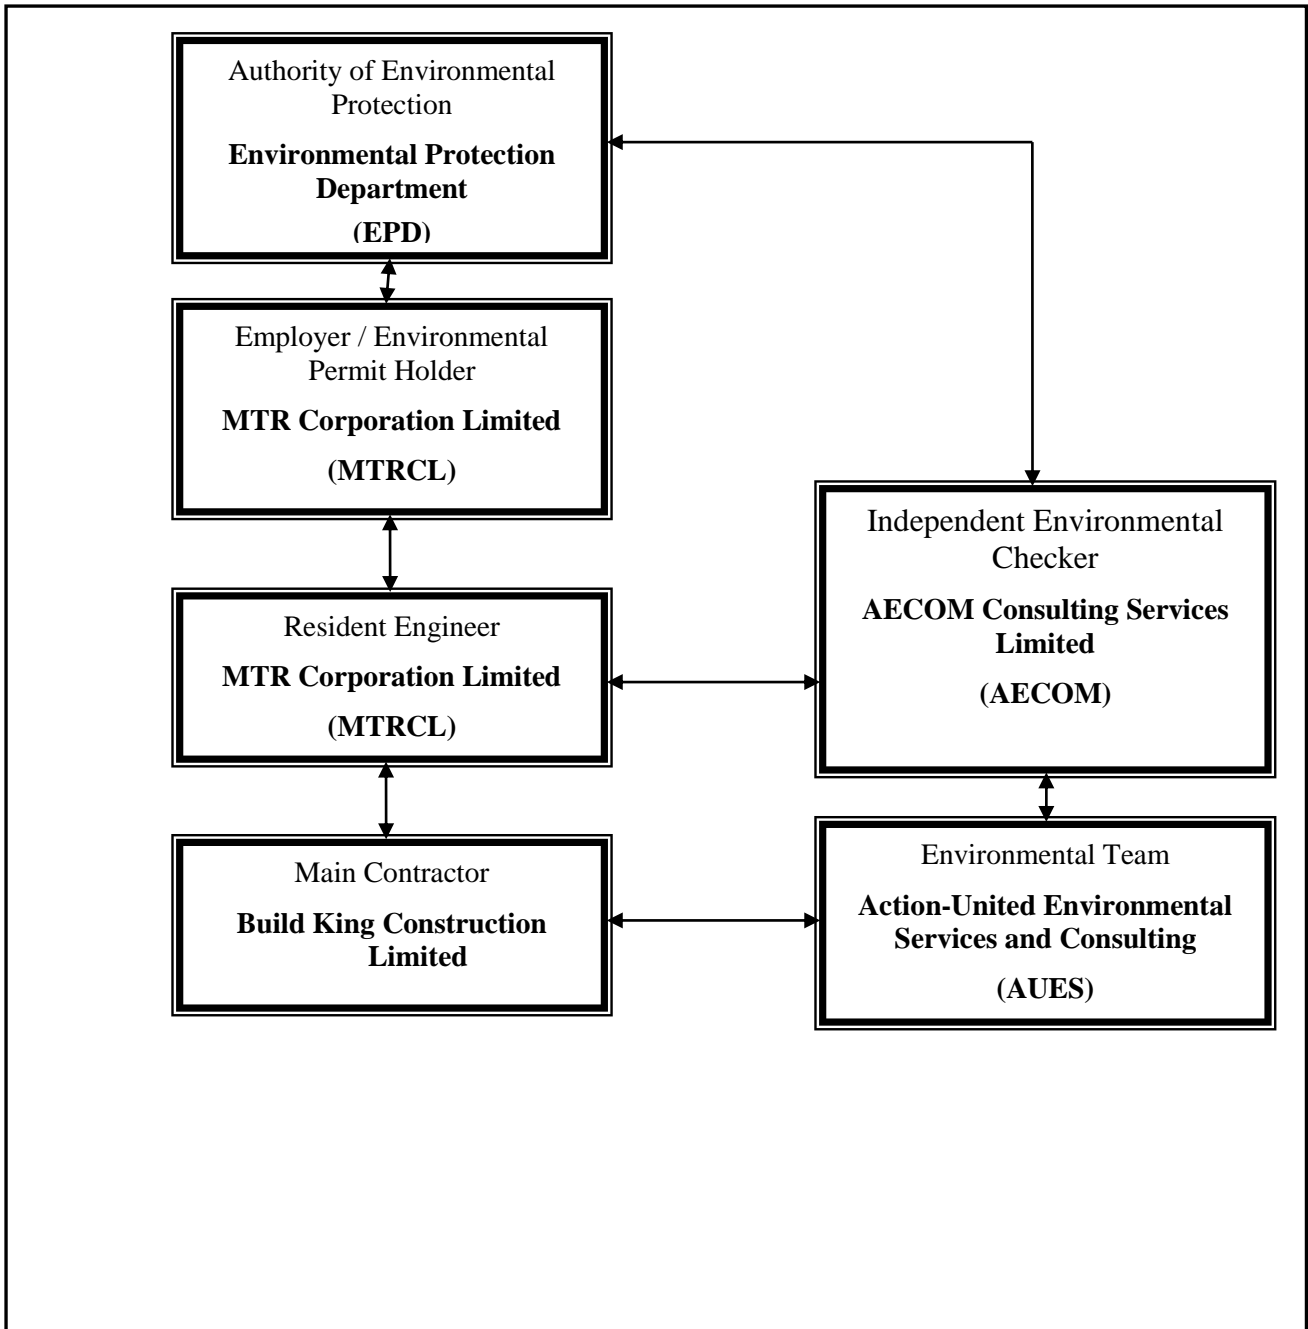 Authority of Environmental
Protection
Environmental Protection
Department
(EPD)
Employer / Environmental
Permit Holder
MTR Corporation Limited
(MTRCL)
Resident Engineer
MTR Corporation Limited
(MTRCL)
Main Contractor
Build King Construction
Limited
Independent Environmental
Checker
AECOM Consulting Services
Limited
(AECOM)
Environmental Team
Action-United Environmental
Services and Consulting
(AUES)